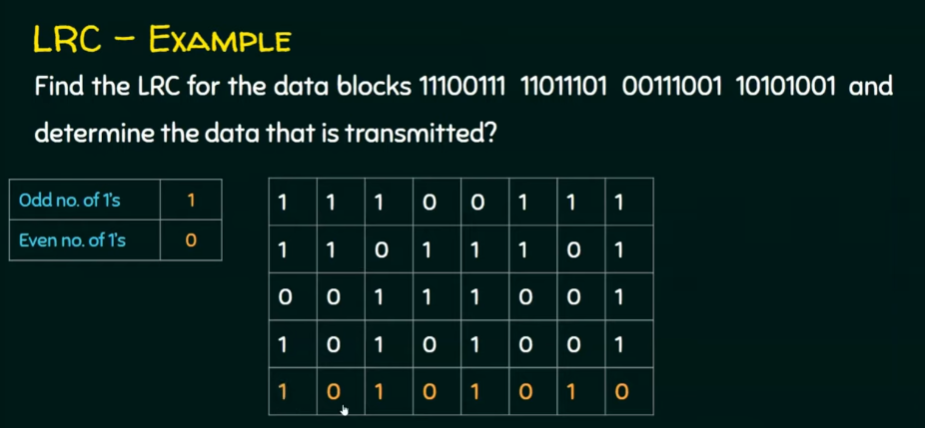 LRC – EXAMPLE
Find the LRC for the data blocks 11100111 11011101 00111001 10101001 and
determine the data that is transmitted?
Odd no. of 1's 1
Even no. of 1's 0
1 1 1 0 0 1 1 1
1 1 0 1 1 1 0 1
0 0 1 1 1 0 0 1
1 0 1 0 1 0 0 1
1 0 1 0 1 0 1 0